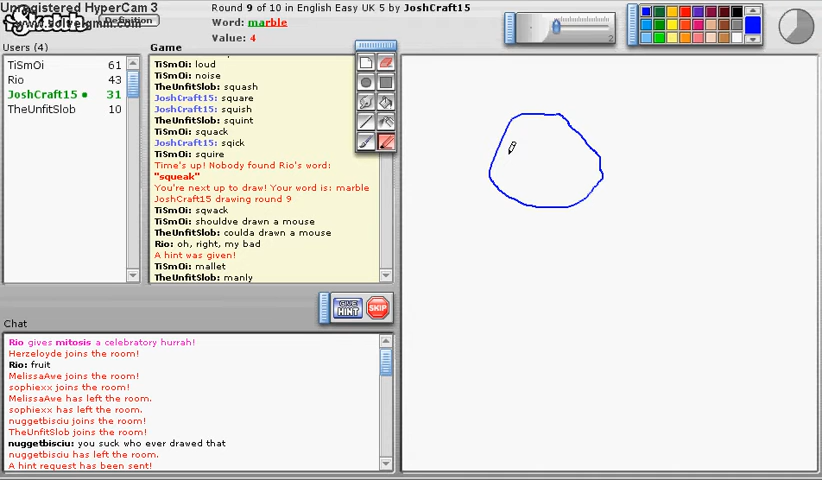 Unregistered HyperCam 3
www.solveigmm.com
Definition
Round 9 of 10 in English Easy UK 5 by JoshCraft15
Word: marble
Value: 4
2
Users (4)
TiSmOi 61
Rio 43
JoshCraft15 31
TheUnfitSlob 10
Game
TiSmOi: loud
TiSmOi: noise
TheUnfitSlob: squash
JoshCraft15: square
JoshCraft15: squish
TheUnfitSlob: squint
TiSmOi: squack
JoshCraft15: sqick
TiSmOi: squire
Time's up! Nobody found Rio's word:
"squeak"
You're next up to draw! Your word is: marble
JoshCraft15 drawing round 9
TiSmOi: sqwack
TiSmOi: shouldve drawn a mouse
TheUnfitSlob: coulda drawn a mouse
Rio: oh, right, my bad
A hint was given!
TiSmOi: mallet
TheUnfitSlob: manly
GIVE HINT
SKIP
Chat
Rio gives mitosis a celebratory hurrah!
Herzeloyde joins the room!
Rio: fruit
MelissaAwe joins the room!
sophiexx joins the room!
MelissaAwe has left the room.
sophiexx has left the room.
nuggetbisciu joins the room!
TheUnfitSlob joins the room!
nuggetbisciu: you suck who ever drawed that
nuggetbisciu has left the room.
A hint request has been sent!